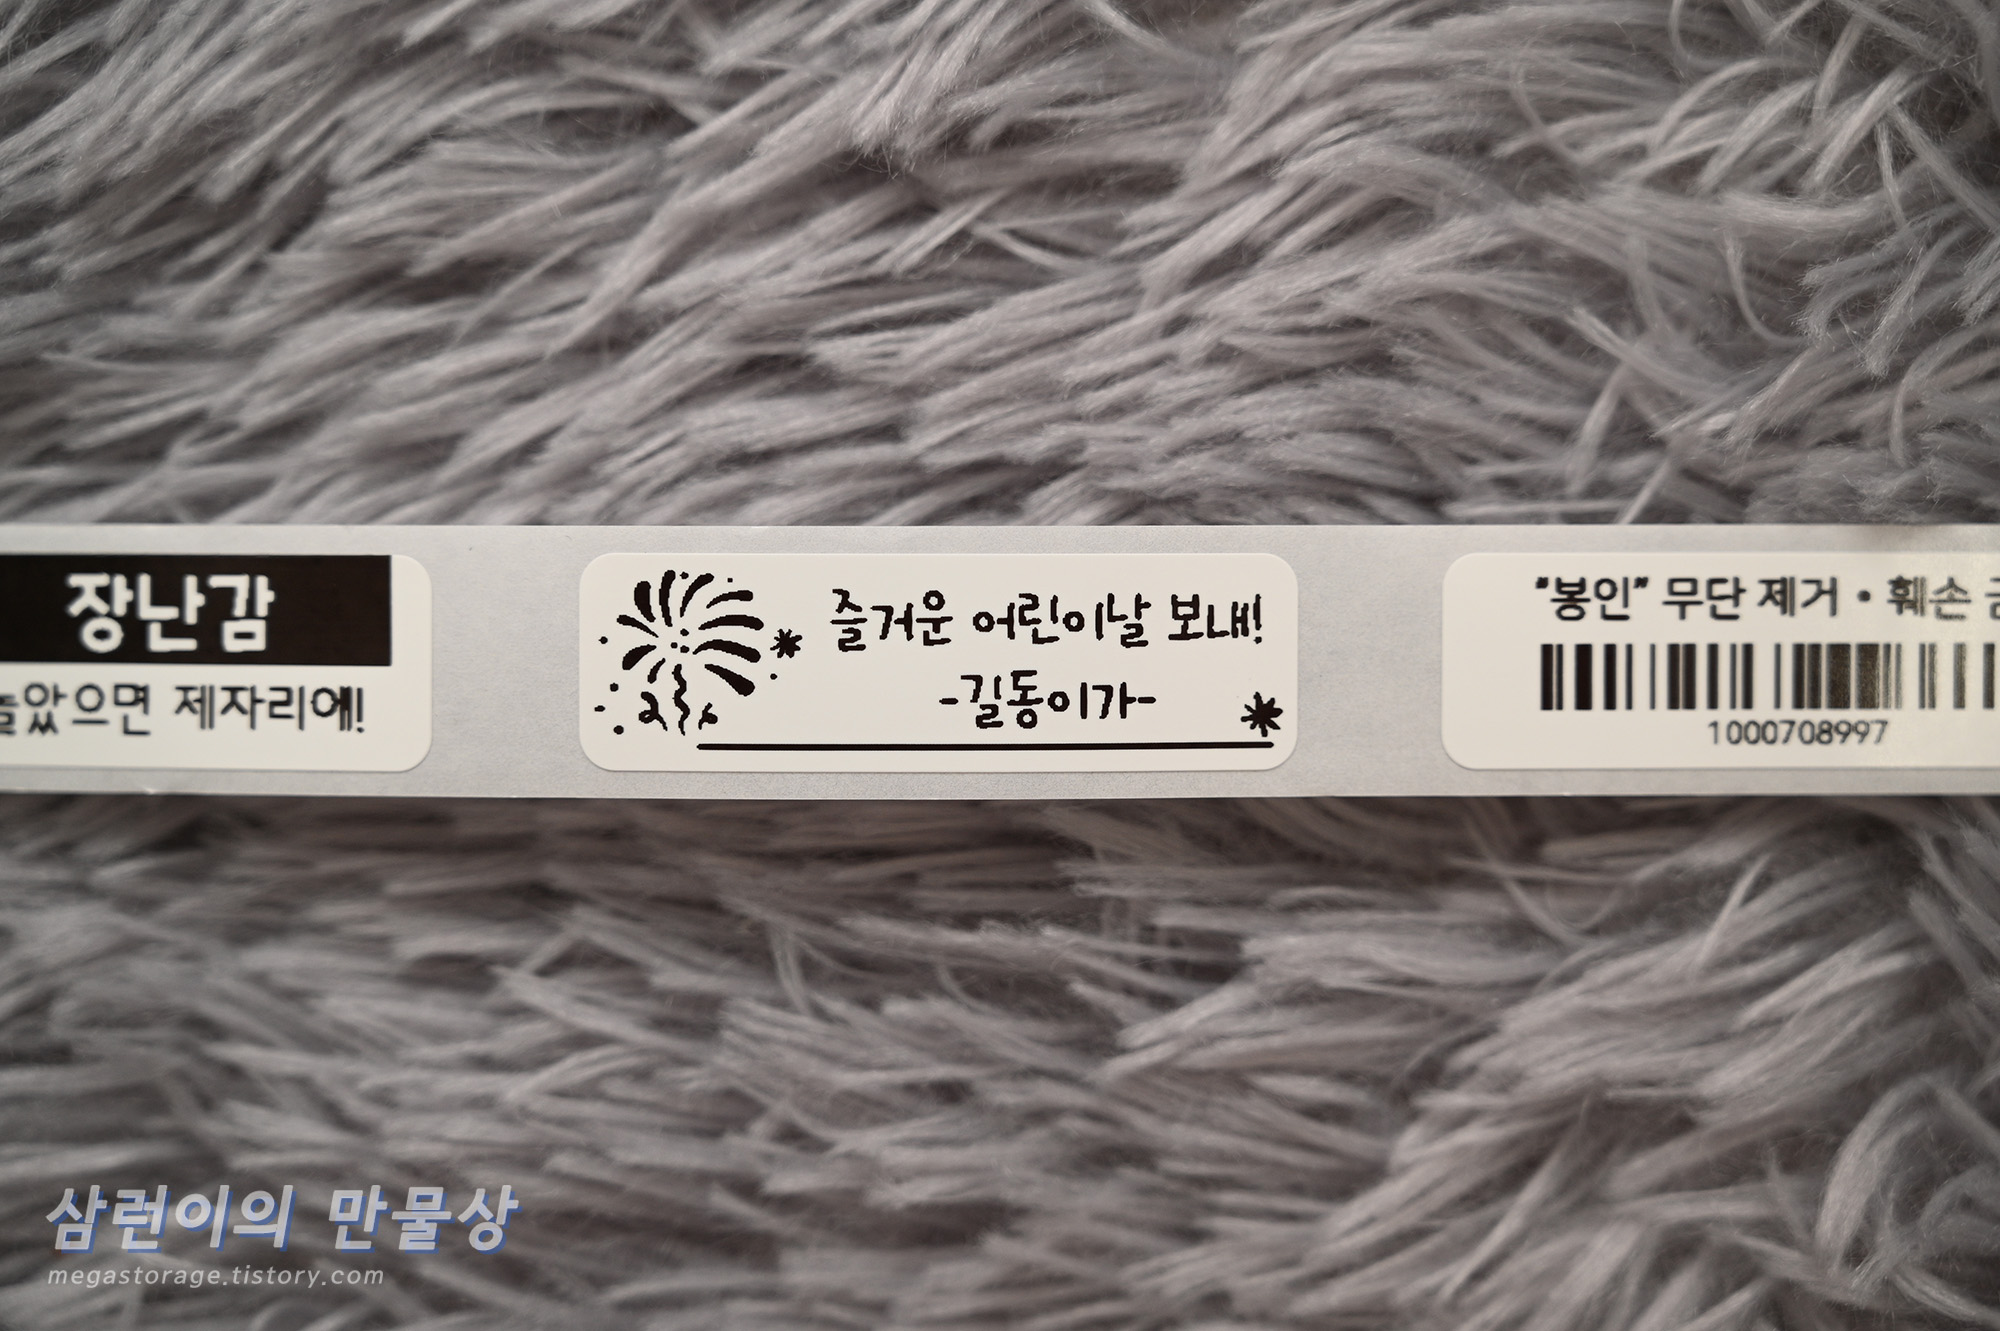 장난감
놀았으면 제자리에!
즐거운 어린이날 보내!
-길동이가-
"봉인" 무단 제거 • 훼손
1000708997
삼런이의 만물상
megastorage.tistory.com